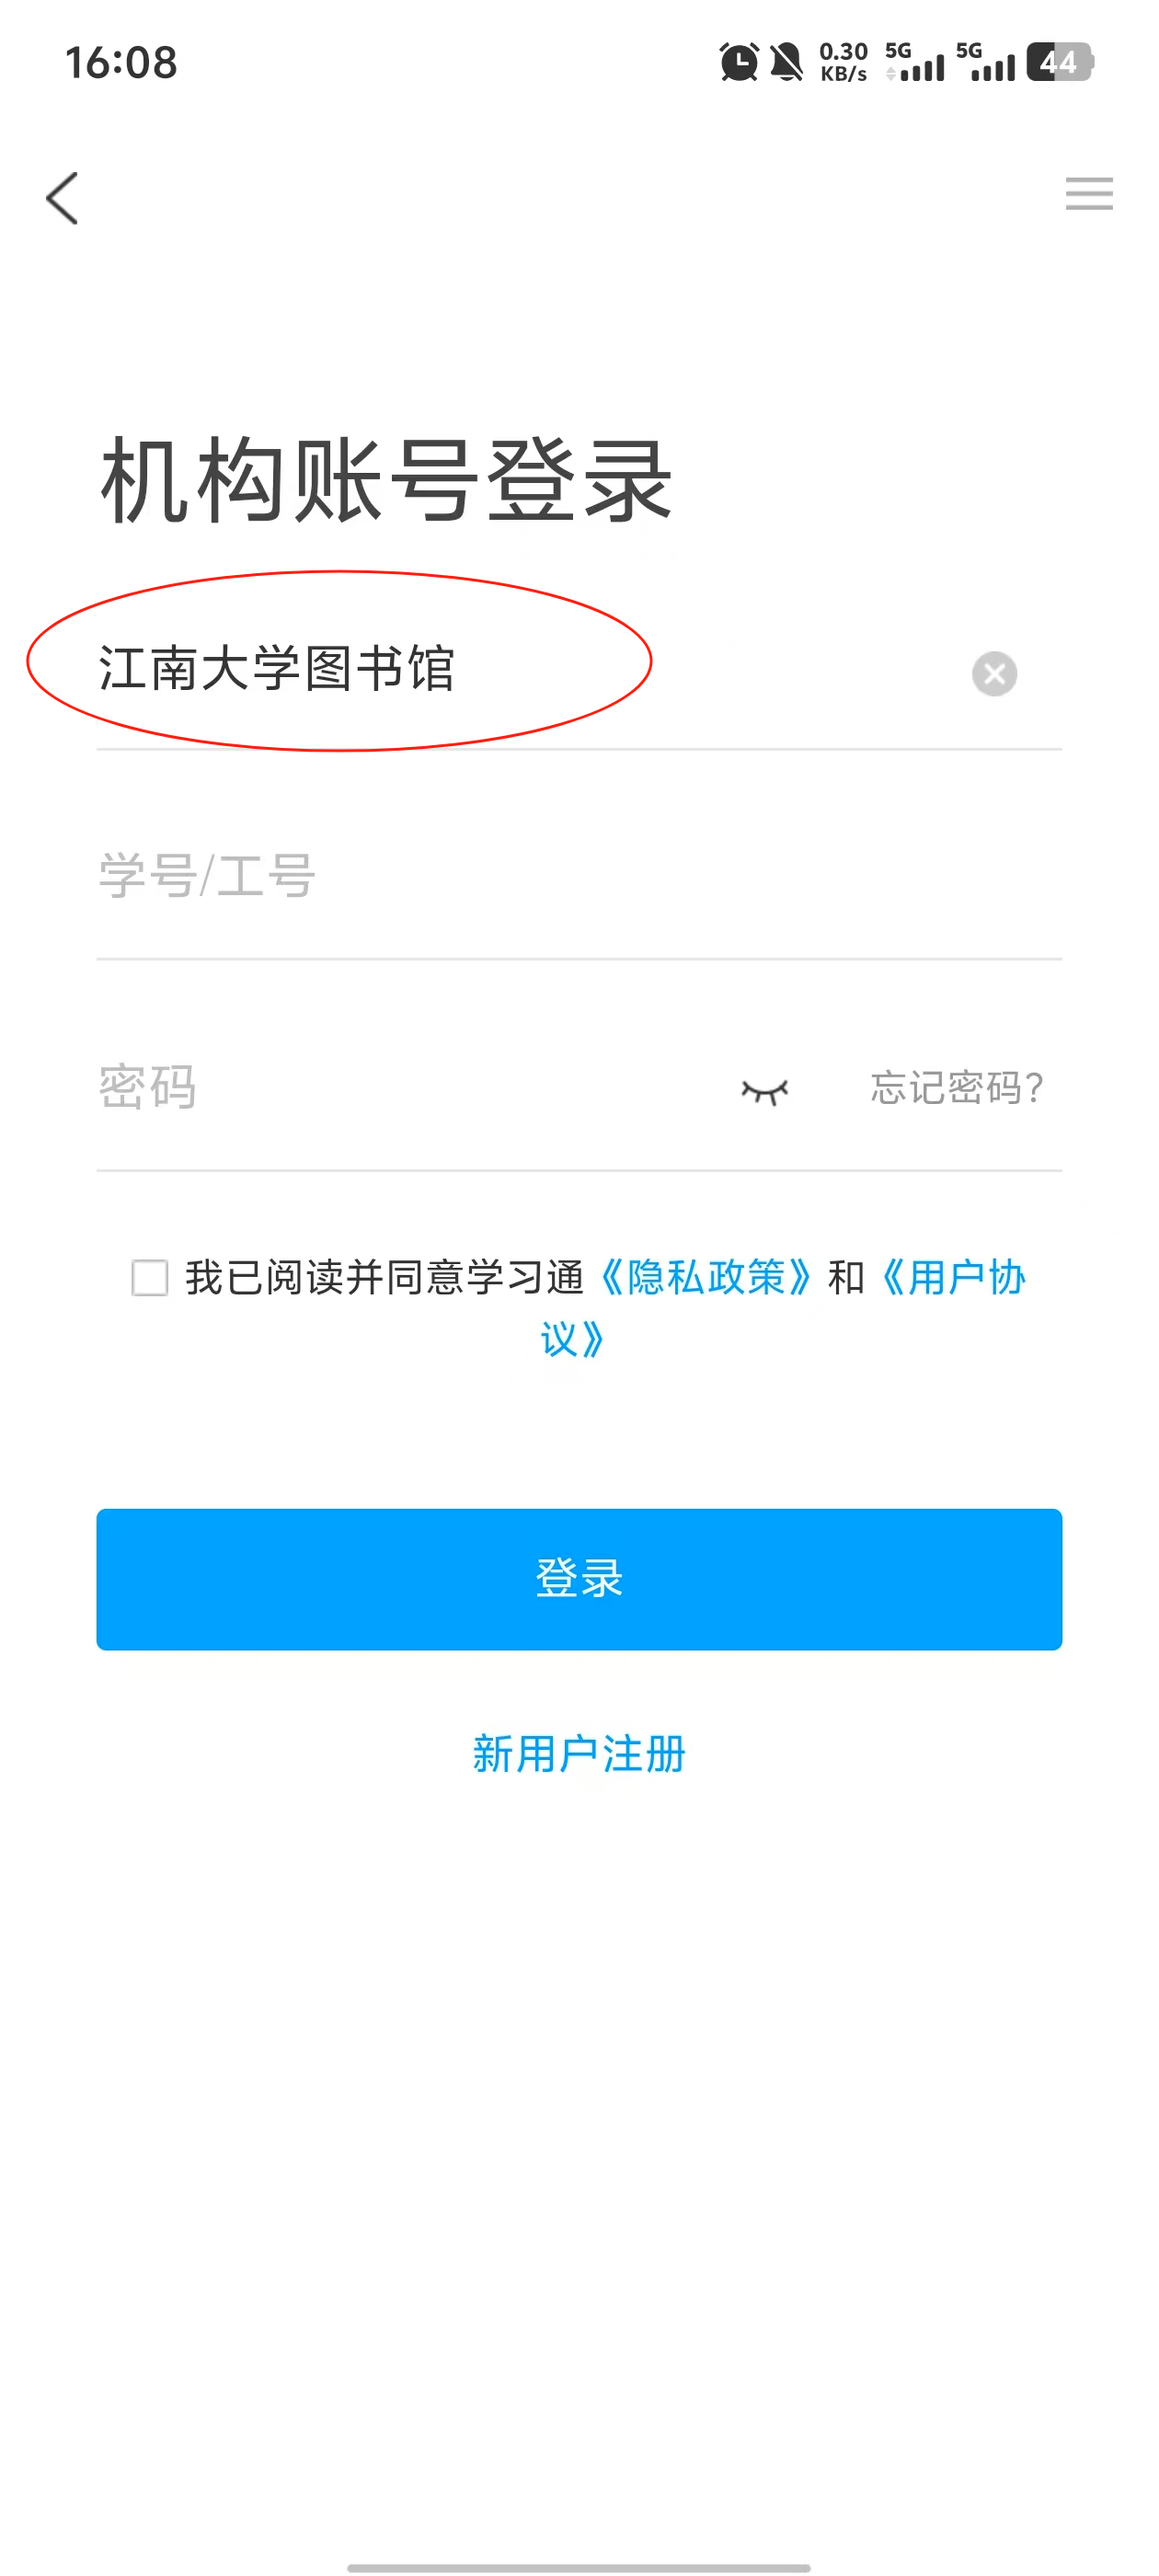 16:08
0.30
KB/s
5G
5G
44
机构账号登录
江南大学图书馆
学号/工号
密码
忘记密码?
我已阅读并同意学习通《隐私政策》和《用户协
议》
登录
新用户注册